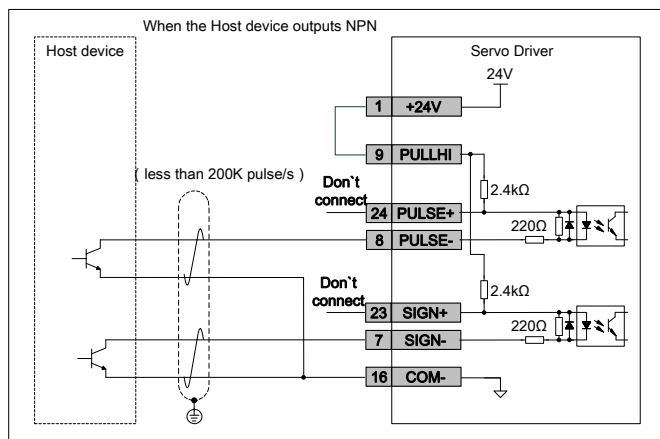 When the Host device outputs NPN
Host device
Servo Driver
24V
1 +24V
9 PULLHI
( less than 200K pulse/s )
2.4kΩ
Don`t
connect
24 PULSE+
220Ω
8 PULSE-
Don`t
connect
2.4kΩ
23 SIGN+
220Ω
7 SIGN-
16 COM-